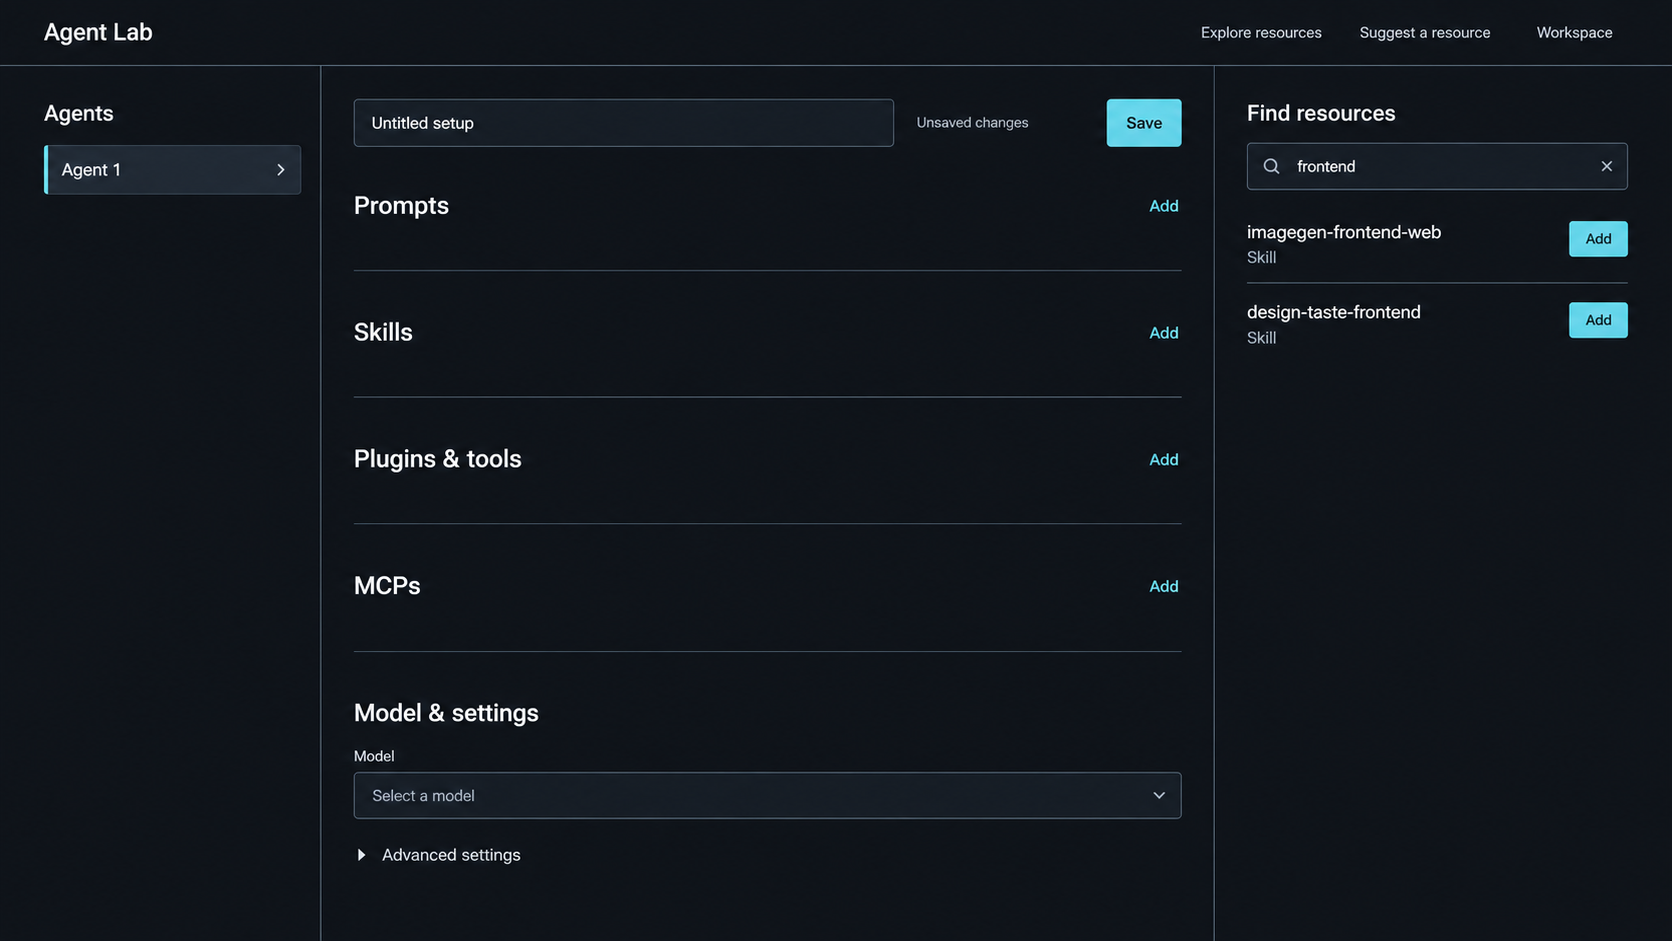 Agent Lab
Explore resources
Suggest a resource
Workspace
Agents
Agent 1
Untitled setup
Unsaved changes
Save
Prompts
Add
Skills
Add
Plugins & tools
Add
MCPs
Add
Model & settings
Model
Select a model
Advanced settings
Find resources
frontend
imagegen-frontend-web
Skill
Add
design-taste-frontend
Skill
Add